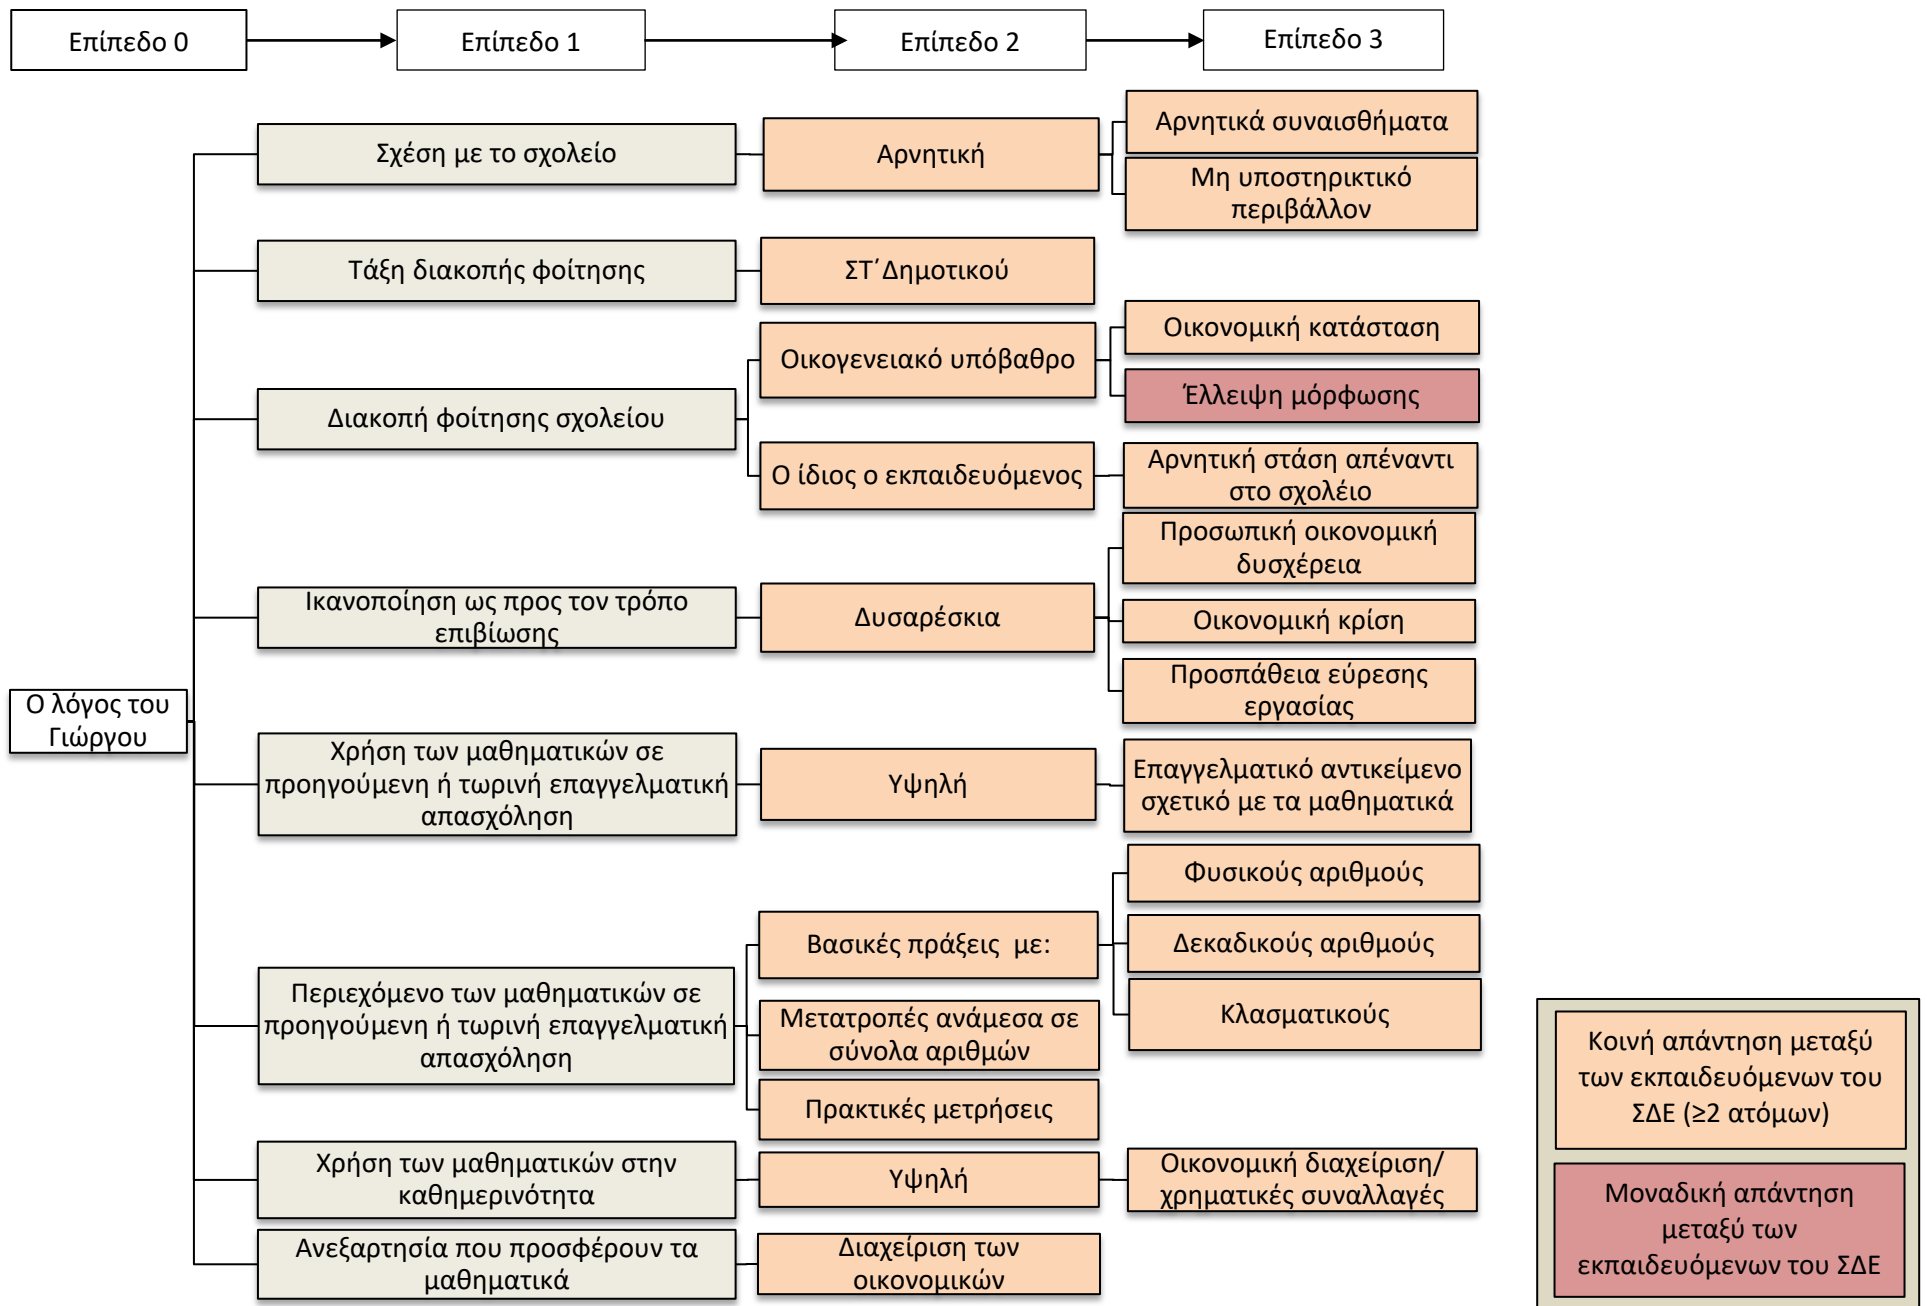 Επίπεδο 0
Επίπεδο 1
Επίπεδο 2
Επίπεδο 3
Ο λόγος του
Γιώργου
Σχέση με το σχολείο
Αρνητική
Αρνητικά συναισθήματα
Μη υποστηρικτικό
περιβάλλον
Τάξη διακοπής φοίτησης
ΣΤ΄Δημοτικού
Διακοπή φοίτησης σχολείου
Οικογενειακό υπόβαθρο
Οικονομική κατάσταση
Έλλειψη μόρφωσης
Ο ίδιος ο εκπαιδευόμενος
Αρνητική στάση απέναντι
στο σχολέιο
Ικανοποίηση ως προς τον τρόπο
επιβίωσης
Δυσαρέσκια
Προσωπική οικονομική
δυσχέρεια
Οικονομική κρίση
Προσπάθεια εύρεσης
εργασίας
Χρήση των μαθηματικών σε
προηγούμενη ή τωρινή επαγγελματική
απασχόληση
Υψηλή
Επαγγελματικό αντικείμενο
σχετικό με τα μαθηματικά
Περιεχόμενο των μαθηματικών σε
προηγούμενη ή τωρινή επαγγελματική
απασχόληση
Βασικές πράξεις με:
Φυσικούς αριθμούς
Δεκαδικούς αριθμούς
Κλασματικούς
Μετατροπές ανάμεσα σε
σύνολα αριθμών
Πρακτικές μετρήσεις
Χρήση των μαθηματικών στην
καθημερινότητα
Υψηλή
Οικονομική διαχείριση/
χρηματικές συναλλαγές
Ανεξαρτησία που προσφέρουν τα
μαθηματικά
Διαχείριση των
οικονομικών
Κοινή απάντηση μεταξύ
των εκπαιδευόμενων του
ΣΔΕ (≥2 ατόμων)
Μοναδική απάντηση
μεταξύ των
εκπαιδευόμενων του ΣΔΕ